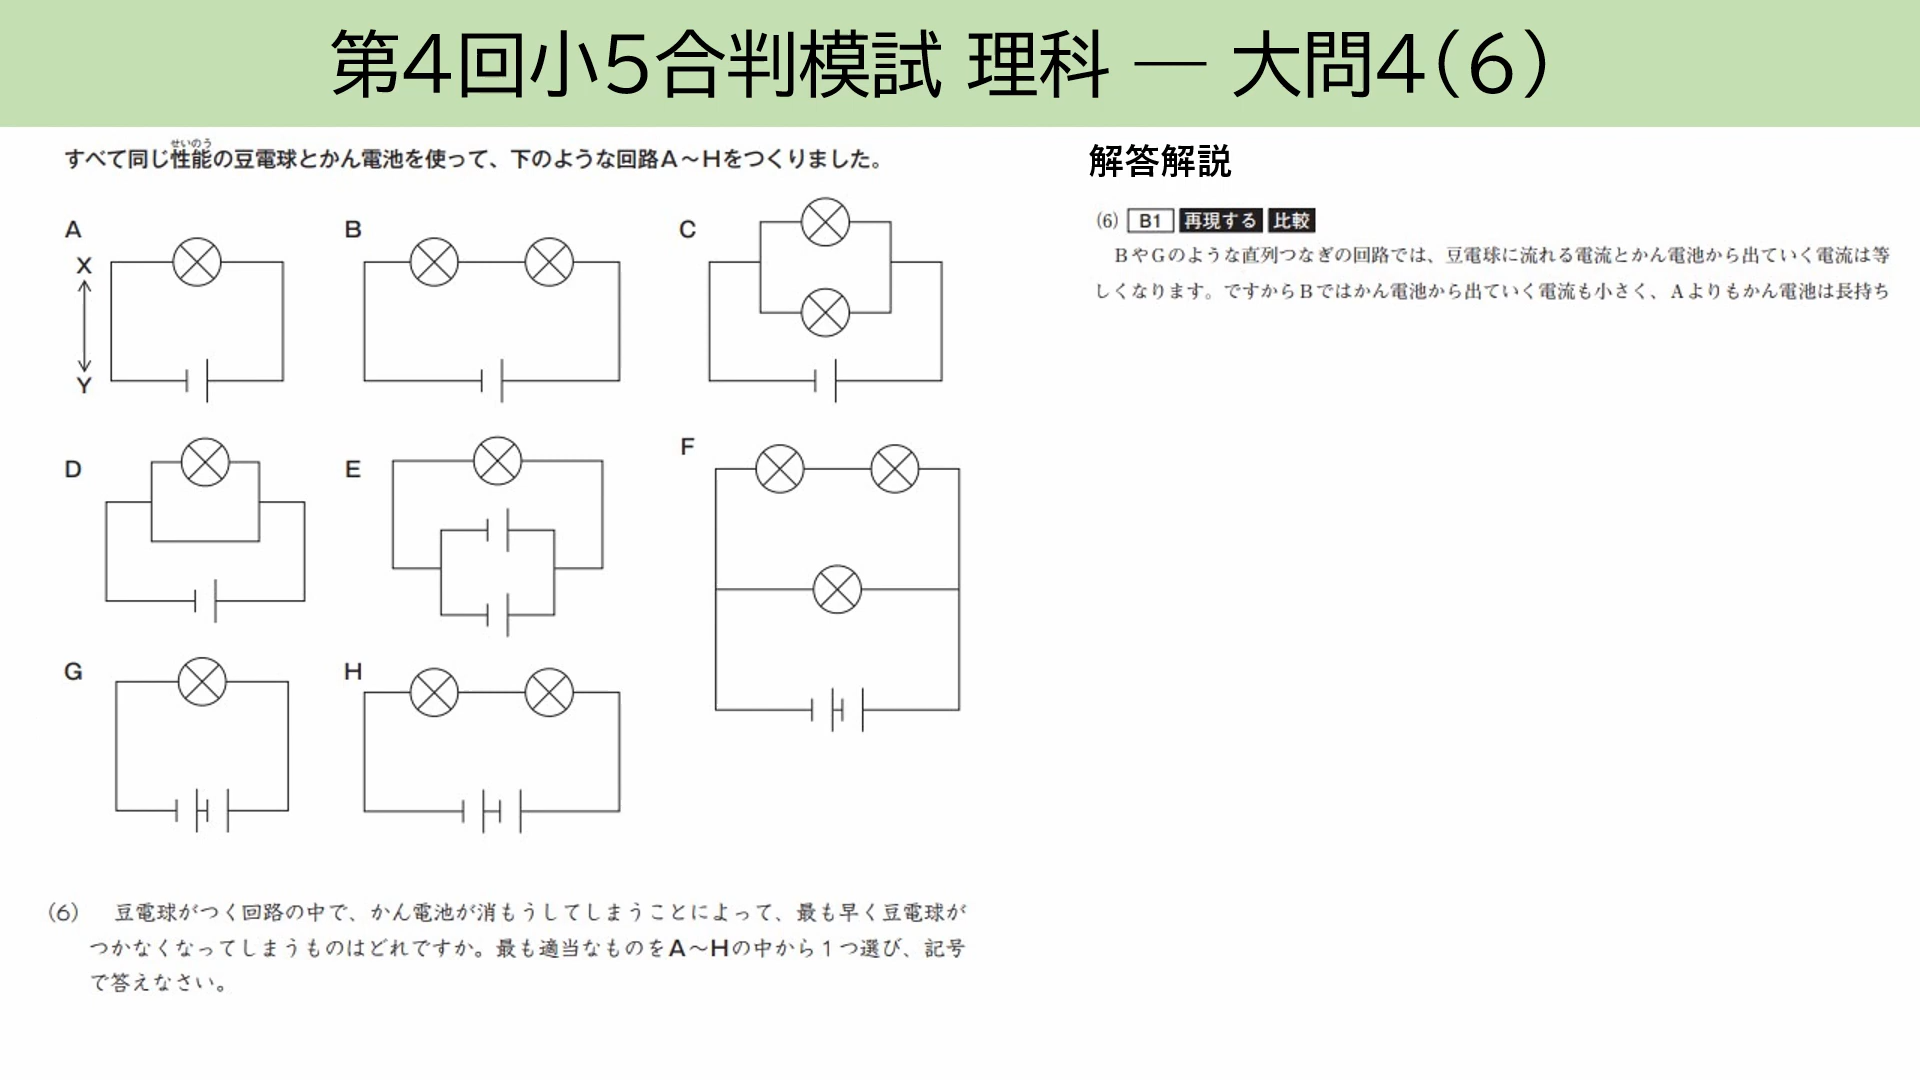 第4回小5合判模試 理科 ― 大問4(6)
せいのう
すべて同じ性能の豆電球とかん電池を使って、下のような回路A〜Hをつくりました。
A
B
C
X
Y
D
E
F
G
H
(6) 豆電球がつく回路の中で、かん電池が消もうしてしまうことによって、最も早く豆電球が
つかなくなってしまうものはどれですか。最も適当なものをA〜Hの中から1つ選び、記号
で答えなさい。
解答解説
(6) B1 再現する 比較
BやGのような直列つなぎの回路では、豆電球に流れる電流とかん電池から出ていく電流は等
しくなります。ですからBではかん電池から出ていく電流も小さく、Aよりもかん電池は長持ち